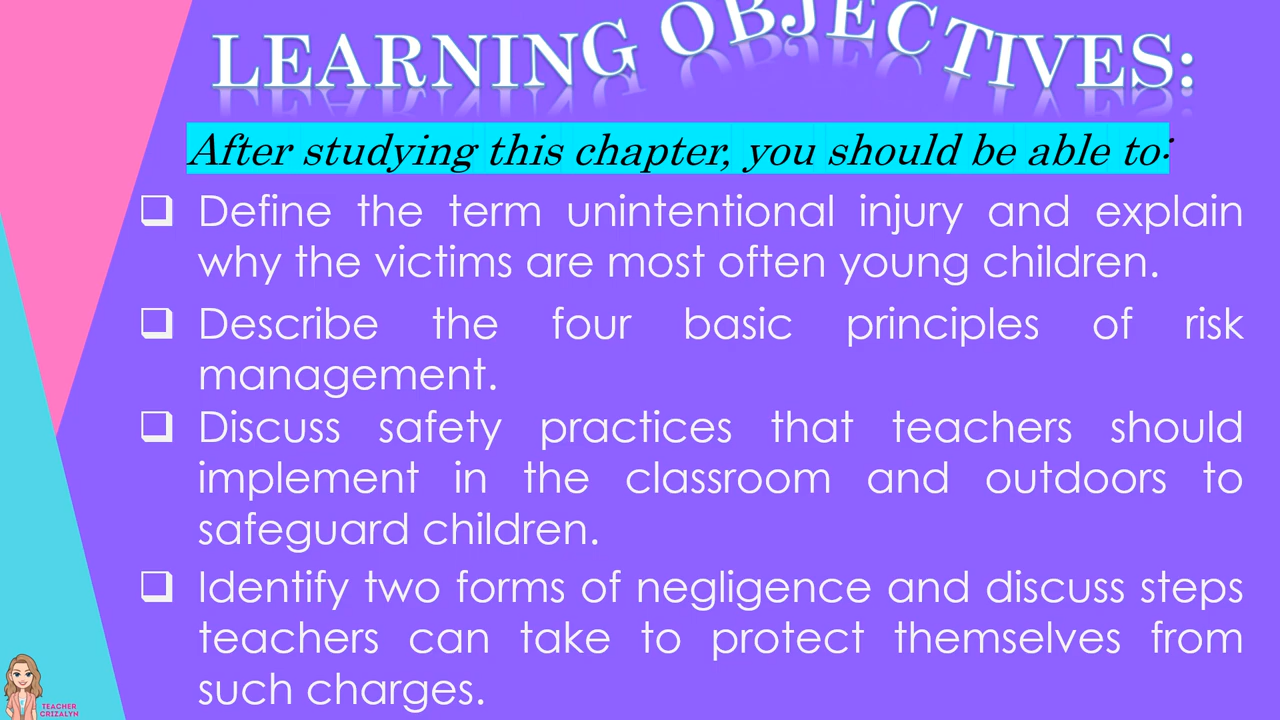 LEARNING OBJECTIVES:
After studying this chapter, you should be able to:
❑ Define the term unintentional injury and explain
why the victims are most often young children.
❑ Describe the four basic principles of risk
management.
❑ Discuss safety practices that teachers should
implement in the classroom and outdoors to
safeguard children.
❑ Identify two forms of negligence and discuss steps
teachers can take to protect themselves from
such charges.
TEACHER
CRIZALYN